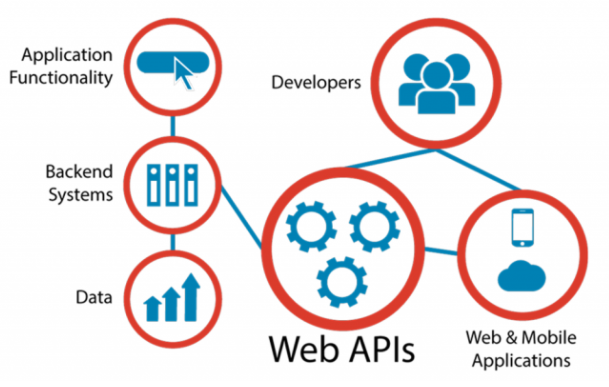 Application
Functionality
Developers
Backend
Systems
Data
Web APIs
Web & Mobile
Applications